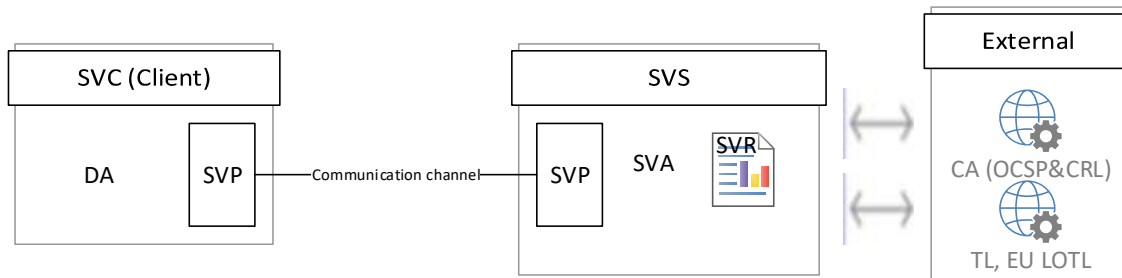 SVC (Client)
DA
SVP
Communication channel
SVS
SVP
SVA
SVR
External
CA (OCSP&CRL)
TL, EU LOTL